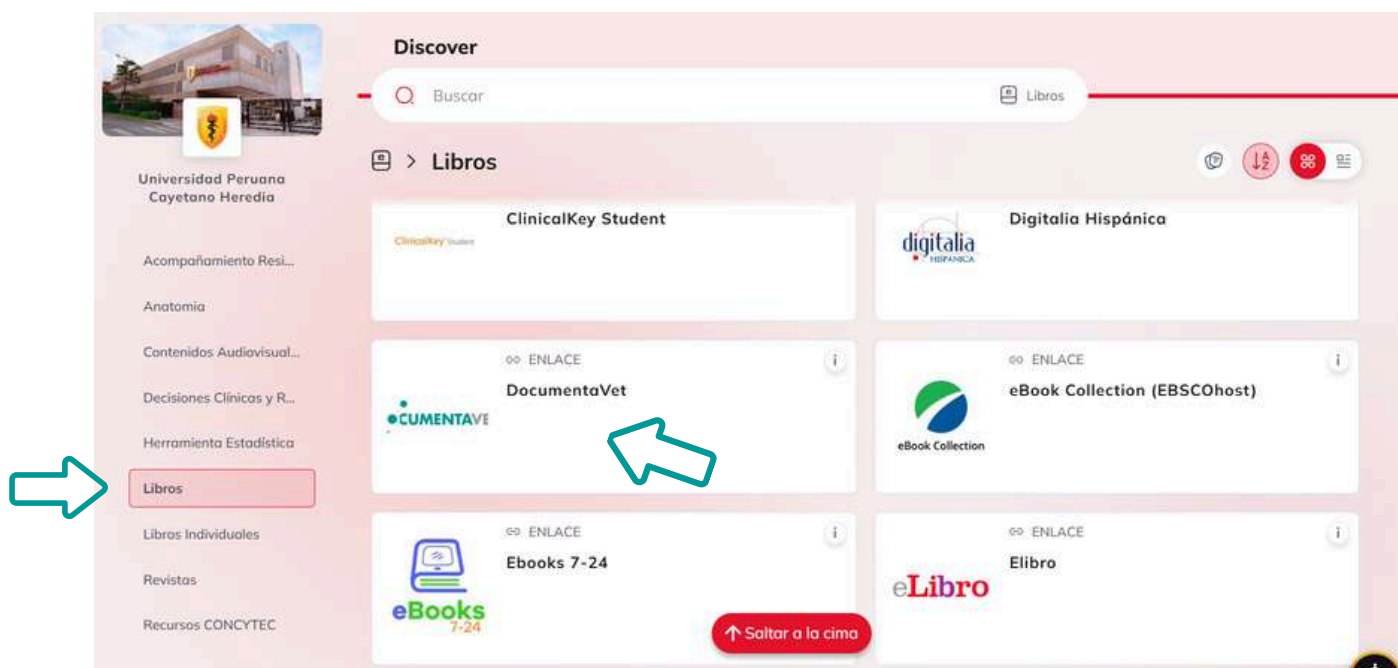 Discover
Buscar
Libros
Libros
Universidad Peruana
Cayetano Heredia
Acompañamiento Resi...
Anatomia
Contenidos Audiovisual...
Decisiones Clínicas y R...
Herramienta Estadística
Libros
Libros Individuales
Revistas
Recursos CONCYTEC
ClinicalKey Student
ClinicalKey Student
Digitalia Hispánica
digitalia
HISPANICA
ENLACE
DocumentaVet
CUMENTAVE
ENLACE
eBook Collection (EBSCOhost)
eBook Collection
ENLACE
Ebooks 7-24
eBooks
7-24
ENLACE
Elibro
eLibro
Saltar a la cima